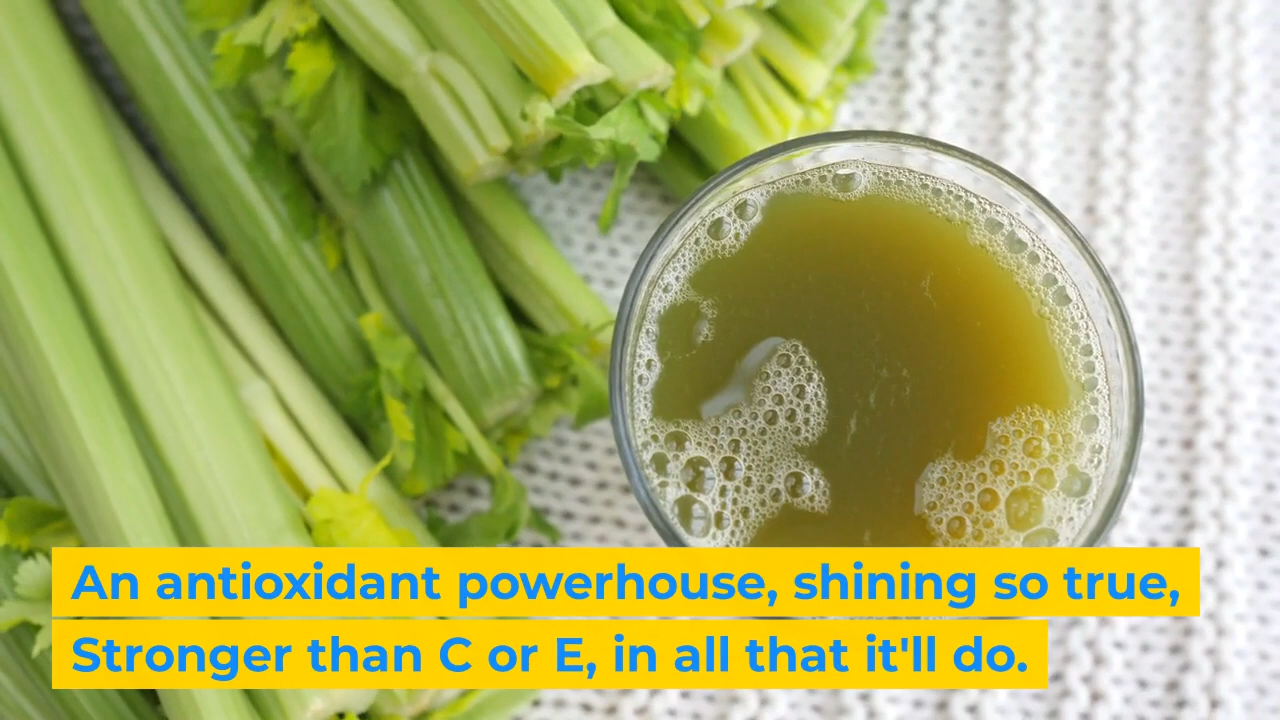 An antioxidant powerhouse, shining so true,
Stronger than C or E, in all that it'll do.